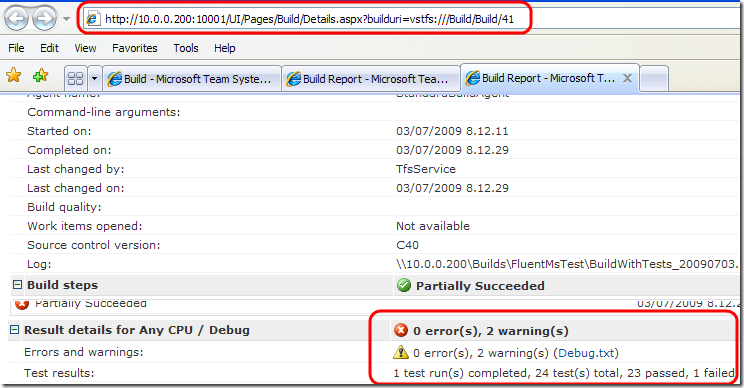 http://10.0.0.200:10001/UI/Pages/Build/Details.aspx?builduri=vstfs:///Build/Build/41
File Edit View Favorites Tools Help
Build - Microsoft Team Syste... Build Report - Microsoft Tea... Build Report - Microsoft T... X
Agent name: StandardBuildAgent
Command-line arguments:
Started on: 03/07/2009 8.12.11
Completed on: 03/07/2009 8.12.29
Last changed by: TfsService
Last changed on: 03/07/2009 8.12.29
Build quality:
Work items opened: Not available
Source control version: C40
Log: \\10.0.0.200\Builds\FluentMsTest\BuildWithTests_20090703.
Build steps Partially Succeeded
Partially Succeeded 03/07/2009 8.12.2
Result details for Any CPU / Debug 0 error(s), 2 warning(s)
Errors and warnings: 0 error(s), 2 warning(s) (Debug.txt)
Test results: 1 test run(s) completed, 24 test(s) total, 23 passed, 1 failed